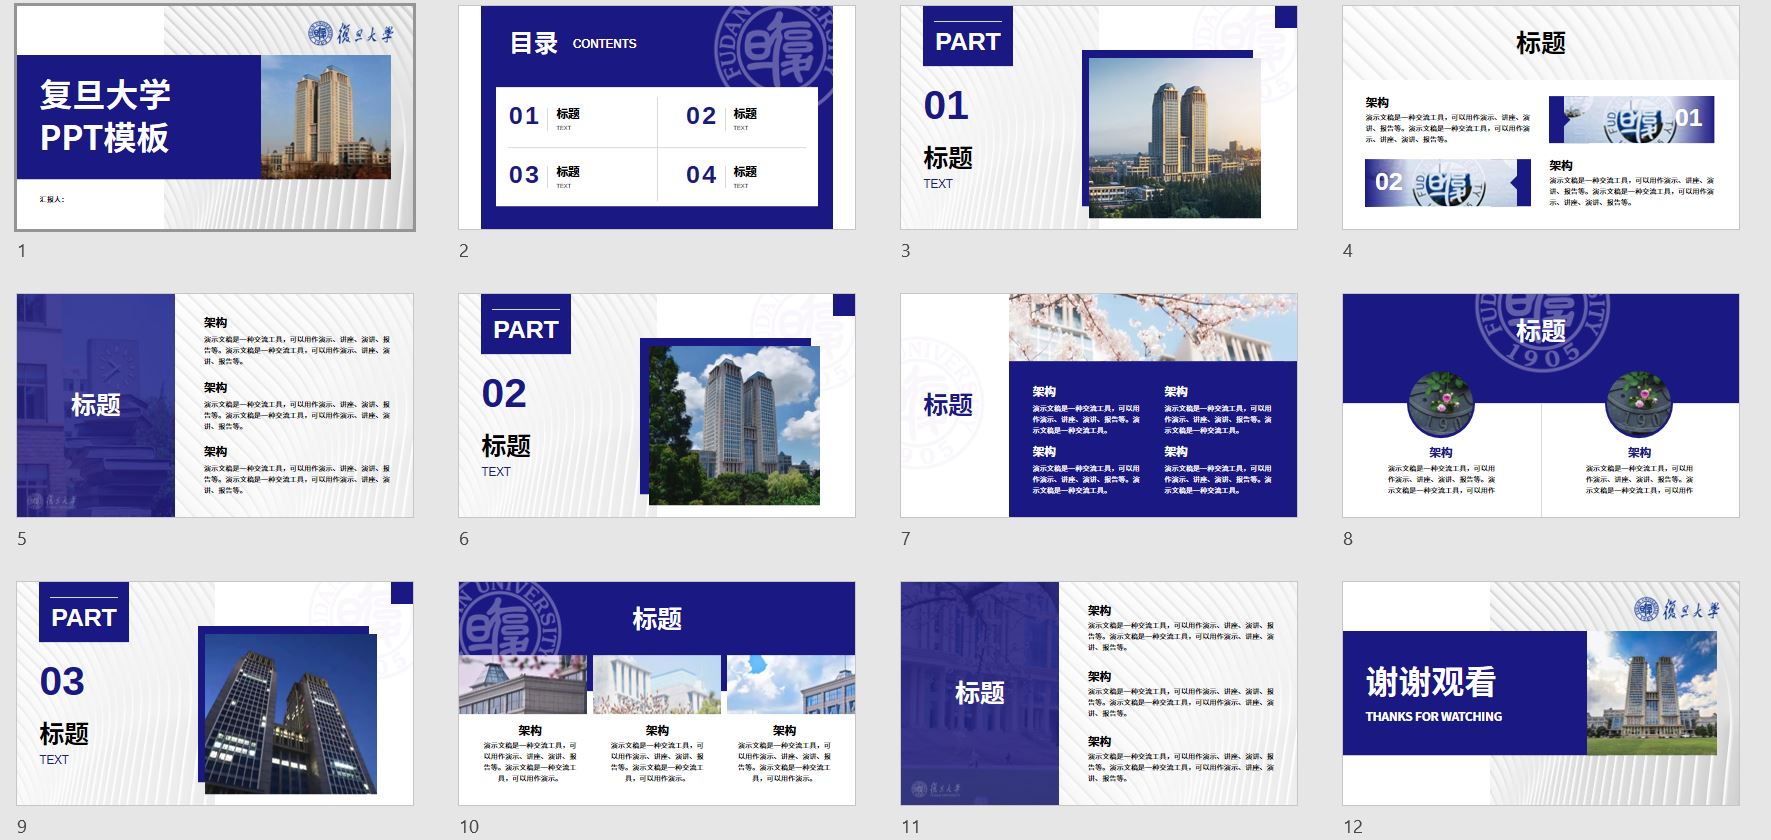 復旦大學
复旦大学
PPT模板
汇报人：
1
目录 CONTENTS
FUDAN UNIVERSITY
01 标题
TEXT
02 标题
TEXT
03 标题
TEXT
04 标题
TEXT
2
PART
01
标题
TEXT
3
标题
架构
演示文稿是一种交流工具，可以用作演示、讲座、演
讲、报告等。演示文稿是一种交流工具，可以用作演
示、讲座、演讲、报告等。
01
02
架构
演示文稿是一种交流工具，可以用作演示、讲座、演
讲、报告等。演示文稿是一种交流工具，可以用作演
示、讲座、演讲、报告等。
4
标题
復旦大學
架构
演示文稿是一种交流工具，可以用作演示、讲座、演讲、报
告等。演示文稿是一种交流工具，可以用作演示、讲座、演
讲、报告等。
架构
演示文稿是一种交流工具，可以用作演示、讲座、演讲、报
告等。演示文稿是一种交流工具，可以用作演示、讲座、演
讲、报告等。
架构
演示文稿是一种交流工具，可以用作演示、讲座、演讲、报
告等。演示文稿是一种交流工具，可以用作演示、讲座、演
讲、报告等。
5
PART
02
标题
TEXT
6
标题
架构
演示文稿是一种交流工具，可以用
作演示、讲座、演讲、报告等。演
示文稿是一种交流工具。
架构
演示文稿是一种交流工具，可以用
作演示、讲座、演讲、报告等。演
示文稿是一种交流工具。
架构
演示文稿是一种交流工具，可以用
作演示、讲座、演讲、报告等。演
示文稿是一种交流工具。
架构
演示文稿是一种交流工具，可以用
作演示、讲座、演讲、报告等。演
示文稿是一种交流工具。
7
标题
1905
架构
演示文稿是一种交流工具，可以用
作演示、讲座、演讲、报告等。演
示文稿是一种交流工具，可以用作
架构
演示文稿是一种交流工具，可以用
作演示、讲座、演讲、报告等。演
示文稿是一种交流工具，可以用作
8
PART
03
标题
TEXT
9
标题
架构
演示文稿是一种交流工具，可
以用作演示、讲座、演讲、报
告等。演示文稿是一种交流工
具，可以用作演示。
架构
演示文稿是一种交流工具，可
以用作演示、讲座、演讲、报
告等。演示文稿是一种交流工
具，可以用作演示。
架构
演示文稿是一种交流工具，可
以用作演示、讲座、演讲、报
告等。演示文稿是一种交流工
具，可以用作演示。
10
标题
復旦大學
架构
演示文稿是一种交流工具，可以用作演示、讲座、演讲、报
告等。演示文稿是一种交流工具，可以用作演示、讲座、演
讲、报告等。
架构
演示文稿是一种交流工具，可以用作演示、讲座、演讲、报
告等。演示文稿是一种交流工具，可以用作演示、讲座、演
讲、报告等。
架构
演示文稿是一种交流工具，可以用作演示、讲座、演讲、报
告等。演示文稿是一种交流工具，可以用作演示、讲座、演
讲、报告等。
11
復旦大學
谢谢观看
THANKS FOR WATCHING
12